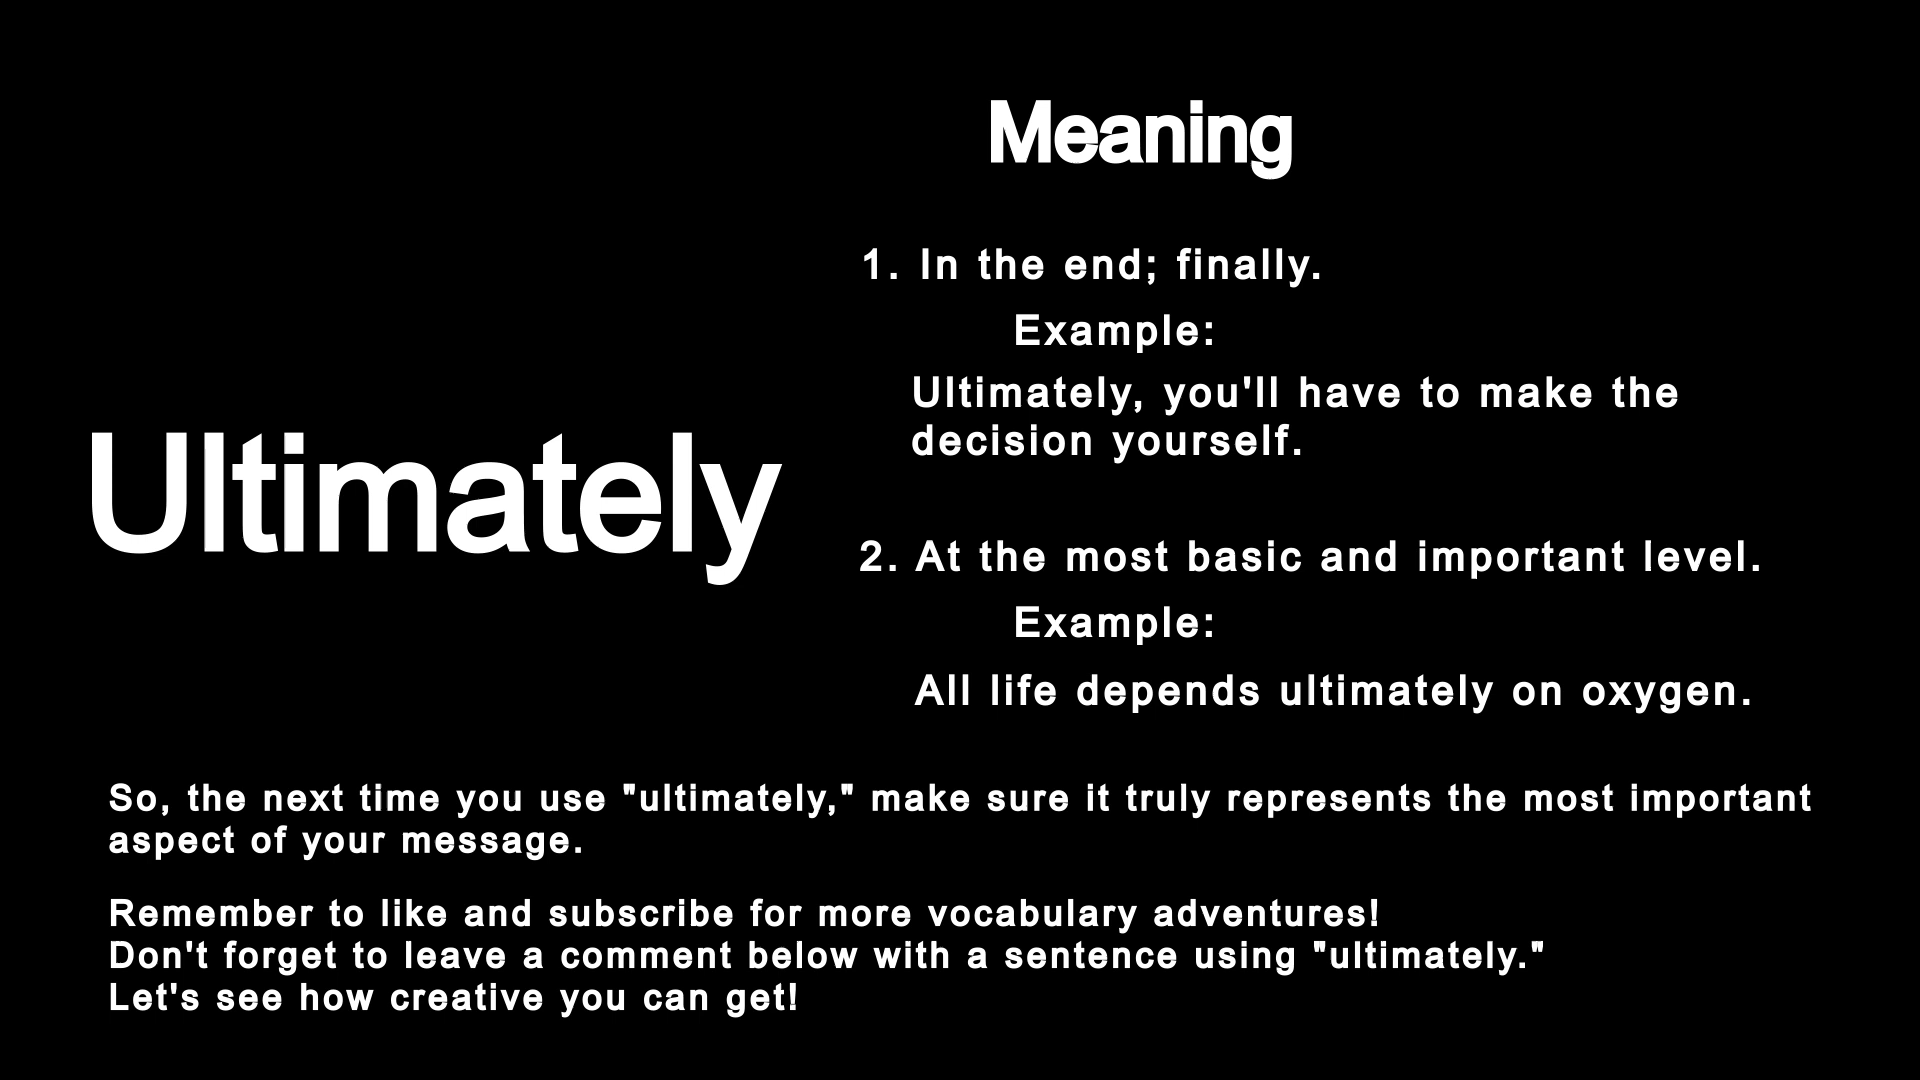 Ultimately
Meaning
1. In the end; finally.
Example:
Ultimately, you'll have to make the
decision yourself.
2. At the most basic and important level.
Example:
All life depends ultimately on oxygen.
So, the next time you use "ultimately," make sure it truly represents the most important
aspect of your message.
Remember to like and subscribe for more vocabulary adventures!
Don't forget to leave a comment below with a sentence using "ultimately."
Let's see how creative you can get!